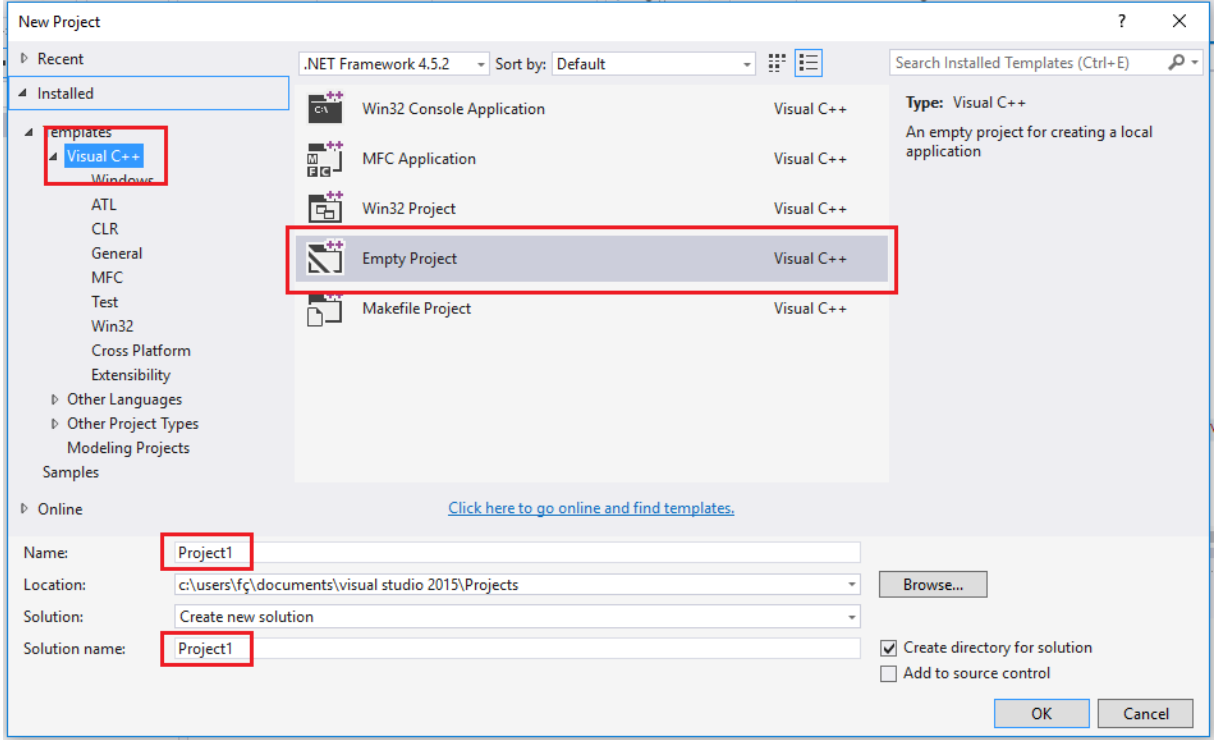 New Project
?
Recent
Installed
Templates
Visual C++
Windows
ATL
CLR
General
MFC
Test
Win32
Cross Platform
Extensibility
Other Languages
Other Project Types
Modeling Projects
Samples
Online
.NET Framework 4.5.2 Sort by: Default
Win32 Console Application Visual C++
MFC Application Visual C++
Win32 Project Visual C++
Empty Project Visual C++
Makefile Project Visual C++
Click here to go online and find templates.
Search Installed Templates (Ctrl+E)
Type: Visual C++
An empty project for creating a local
application
Name: Project1
Location: c:\users\fç\documents\visual studio 2015\Projects Browse...
Solution: Create new solution
Solution name: Project1
Create directory for solution
Add to source control
OK Cancel